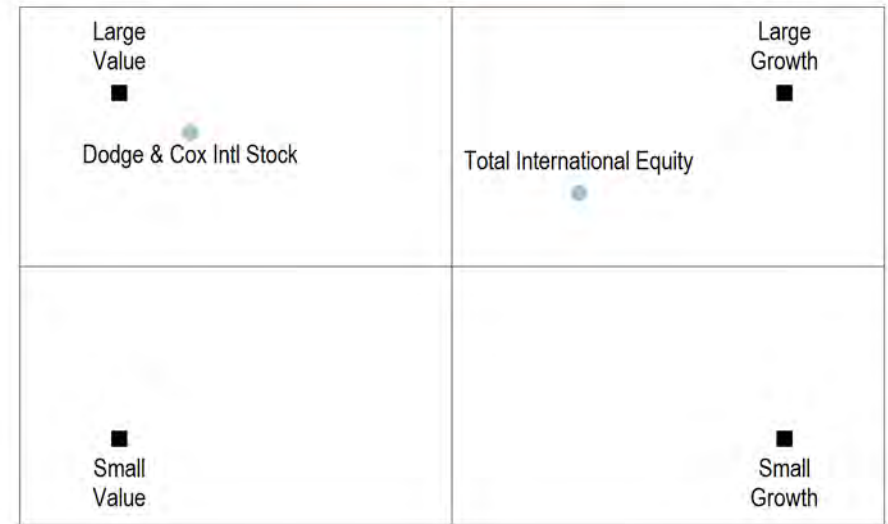 Large
Value
Large
Growth
Dodge & Cox Intl Stock
Total International Equity
Small
Value
Small
Growth